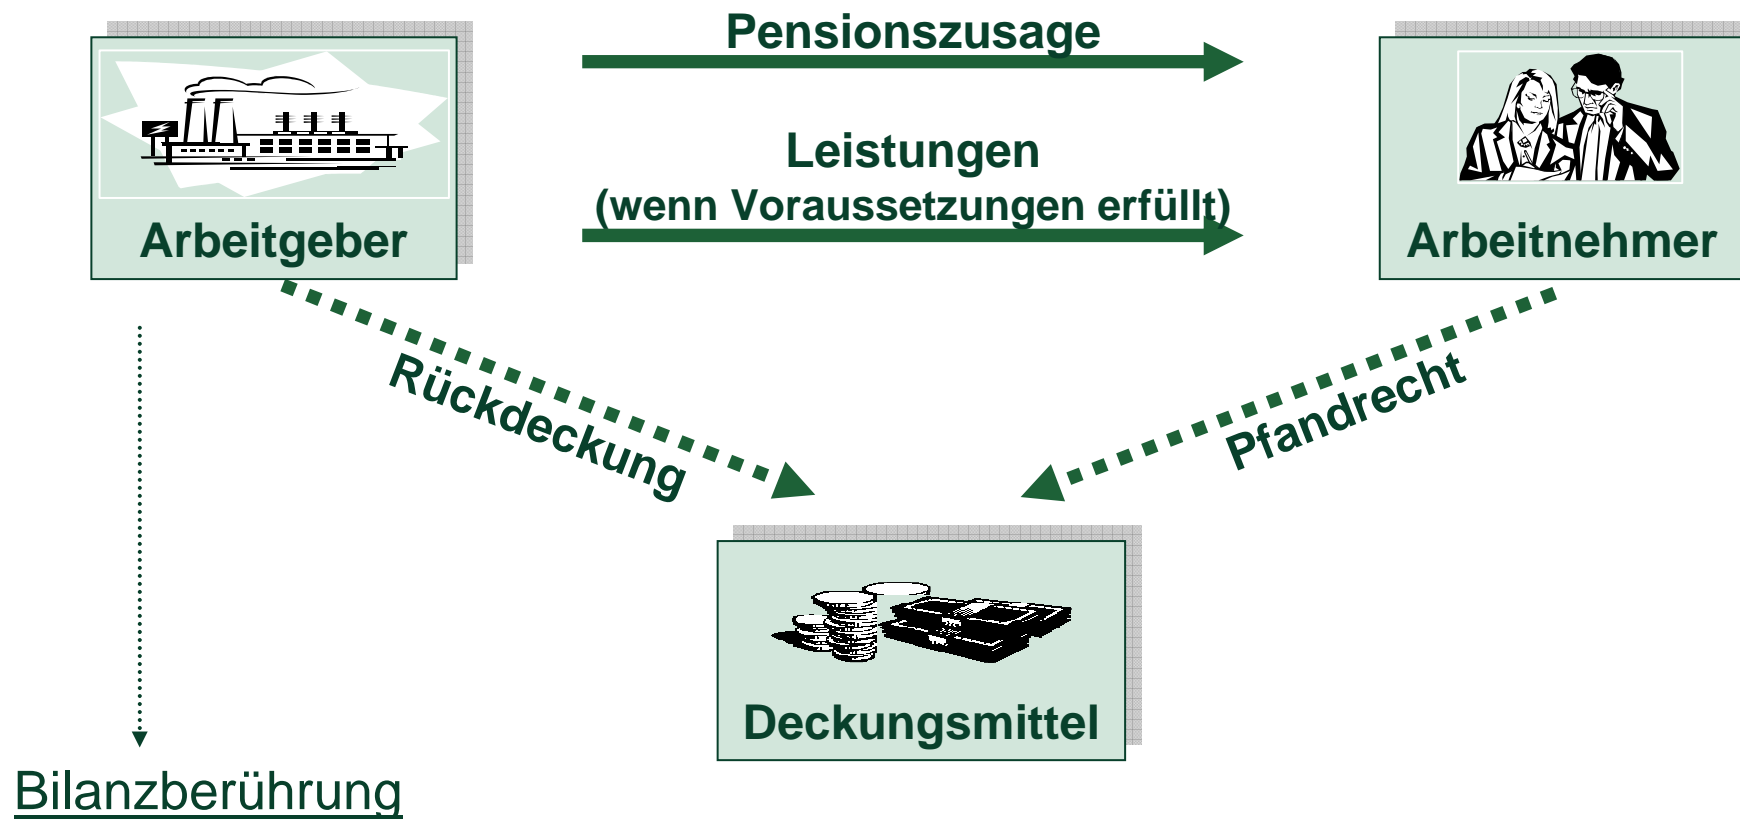 Pensionszusage
Leistungen
(wenn Voraussetzungen erfüllt)
Arbeitgeber
Arbeitnehmer
Rückdeckung
Pfandrecht
Deckungsmittel
Bilanzberührung